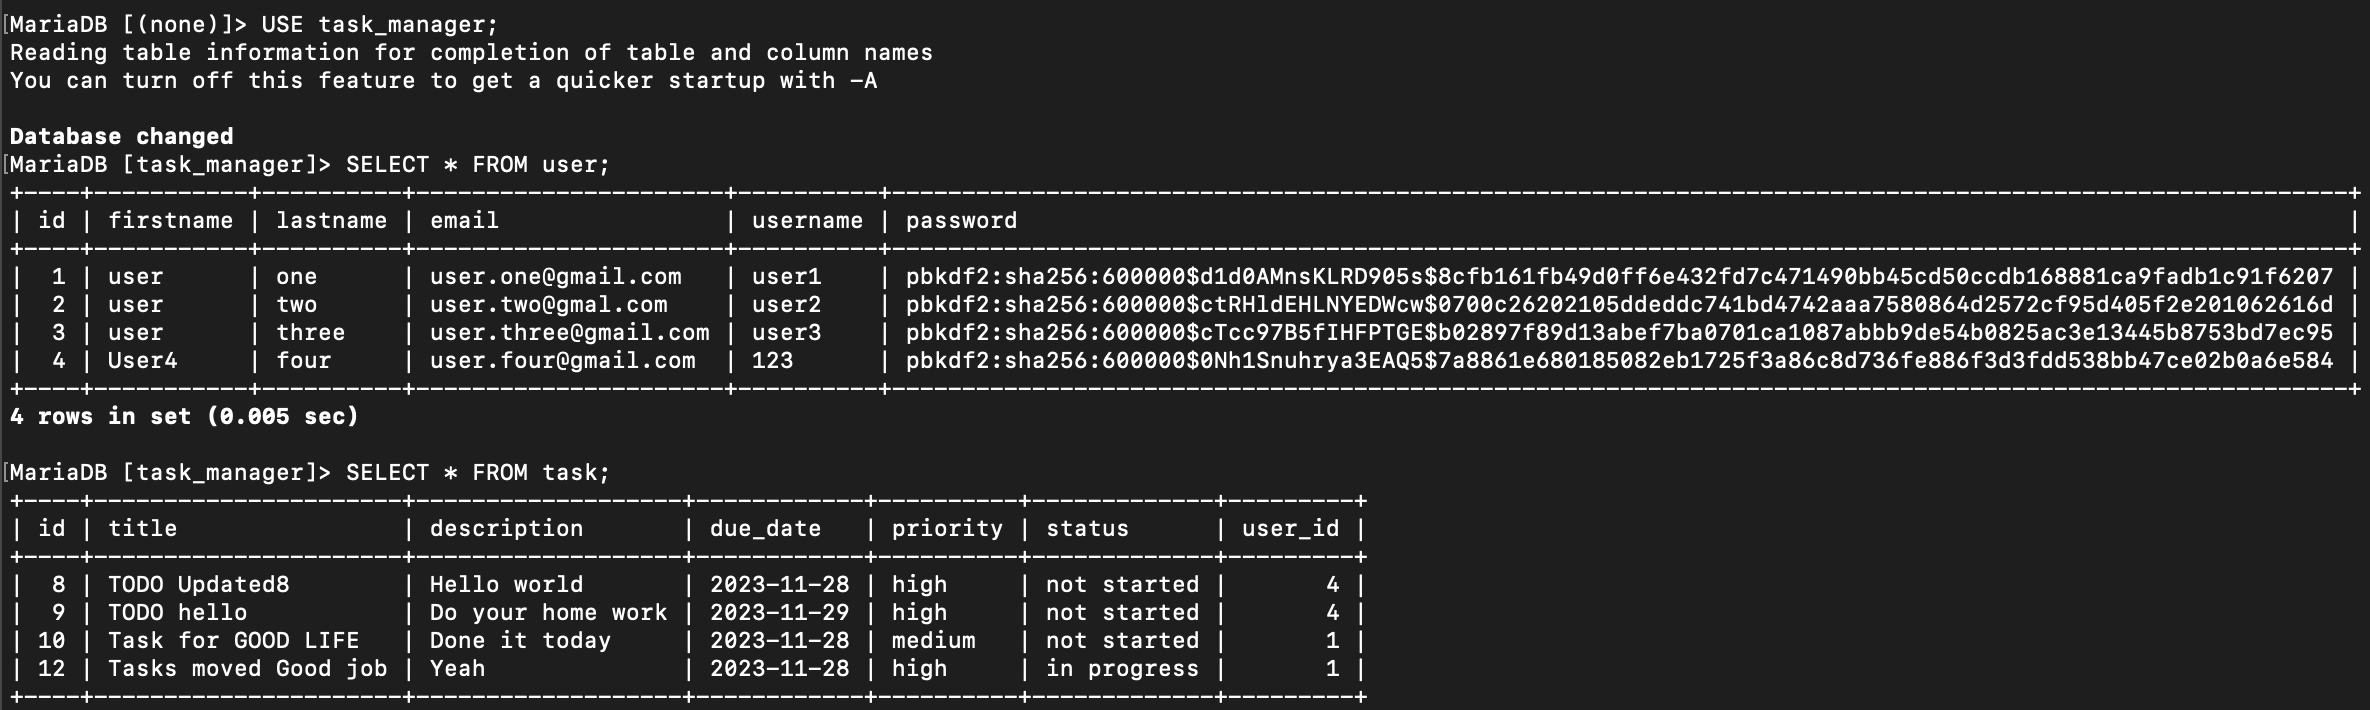 MariaDB [(none)]> USE task_manager;
Reading table information for completion of table and column names
You can turn off this feature to get a quicker startup with -A
Database changed
MariaDB [task_manager]> SELECT * FROM user;
+----+-----------+----------+----------------------+----------+--------------------------------------------------------------------------------------------------------+
| id | firstname | lastname | email                | username | password                                                                                               |
+----+-----------+----------+----------------------+----------+--------------------------------------------------------------------------------------------------------+
|  1 | user      | one      | user.one@gmail.com   | user1    | pbkdf2:sha256:600000$d1d0AMnsKLRD905s$8cfb161fb49d0ff6e432fd7c471490bb45cd50ccdb168881ca9fadb1c91f6207 |
|  2 | user      | two      | user.two@gmal.com    | user2    | pbkdf2:sha256:600000$ctRHldEHLNYEDWcw$0700c26202105ddeddc741bd4742aaa7580864d2572cf95d405f2e201062616d |
|  3 | user      | three    | user.three@gmail.com | user3    | pbkdf2:sha256:600000$cTcc97B5fIHFPTGE$b02897f89d13abef7ba0701ca1087abbb9de54b0825ac3e13445b8753bd7ec95 |
|  4 | User4     | four     | user.four@gmail.com  | 123      | pbkdf2:sha256:600000$0Nh1Snuhrya3EAQ5$7a8861e680185082eb1725f3a86c8d736fe886f3d3fdd538bb47ce02b0a6e584 |
+----+-----------+----------+----------------------+----------+--------------------------------------------------------------------------------------------------------+
4 rows in set (0.005 sec)
MariaDB [task_manager]> SELECT * FROM task;
+----+----------------------+-------------------+------------+----------+-------------+---------+
| id | title                | description       | due_date   | priority | status      | user_id |
+----+----------------------+-------------------+------------+----------+-------------+---------+
|  8 | TODO Updated8        | Hello world       | 2023-11-28 | high     | not started |       4 |
|  9 | TODO hello           | Do your home work | 2023-11-29 | high     | not started |       4 |
| 10 | Task for GOOD LIFE   | Done it today     | 2023-11-28 | medium   | not started |       1 |
| 12 | Tasks moved Good job | Yeah              | 2023-11-28 | high     | in progress |       1 |
+----+----------------------+-------------------+------------+----------+-------------+---------+